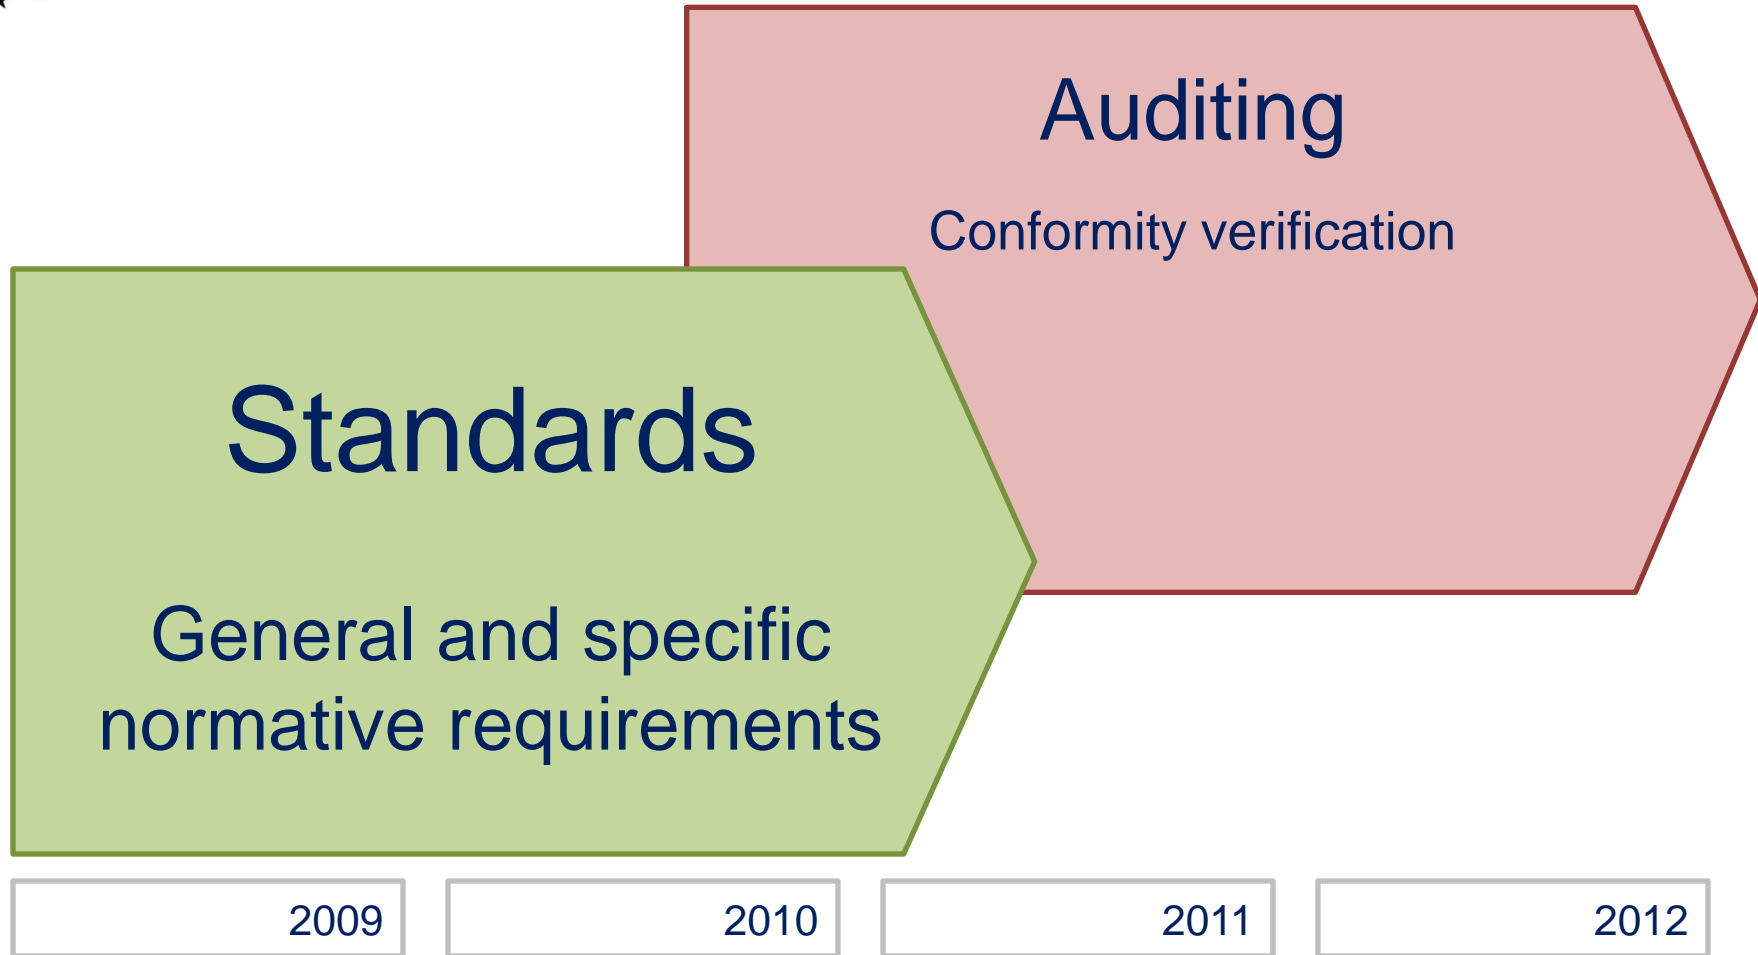 Auditing
Conformity verification
Standards
General and specific
normative requirements
2009
2010
2011
2012